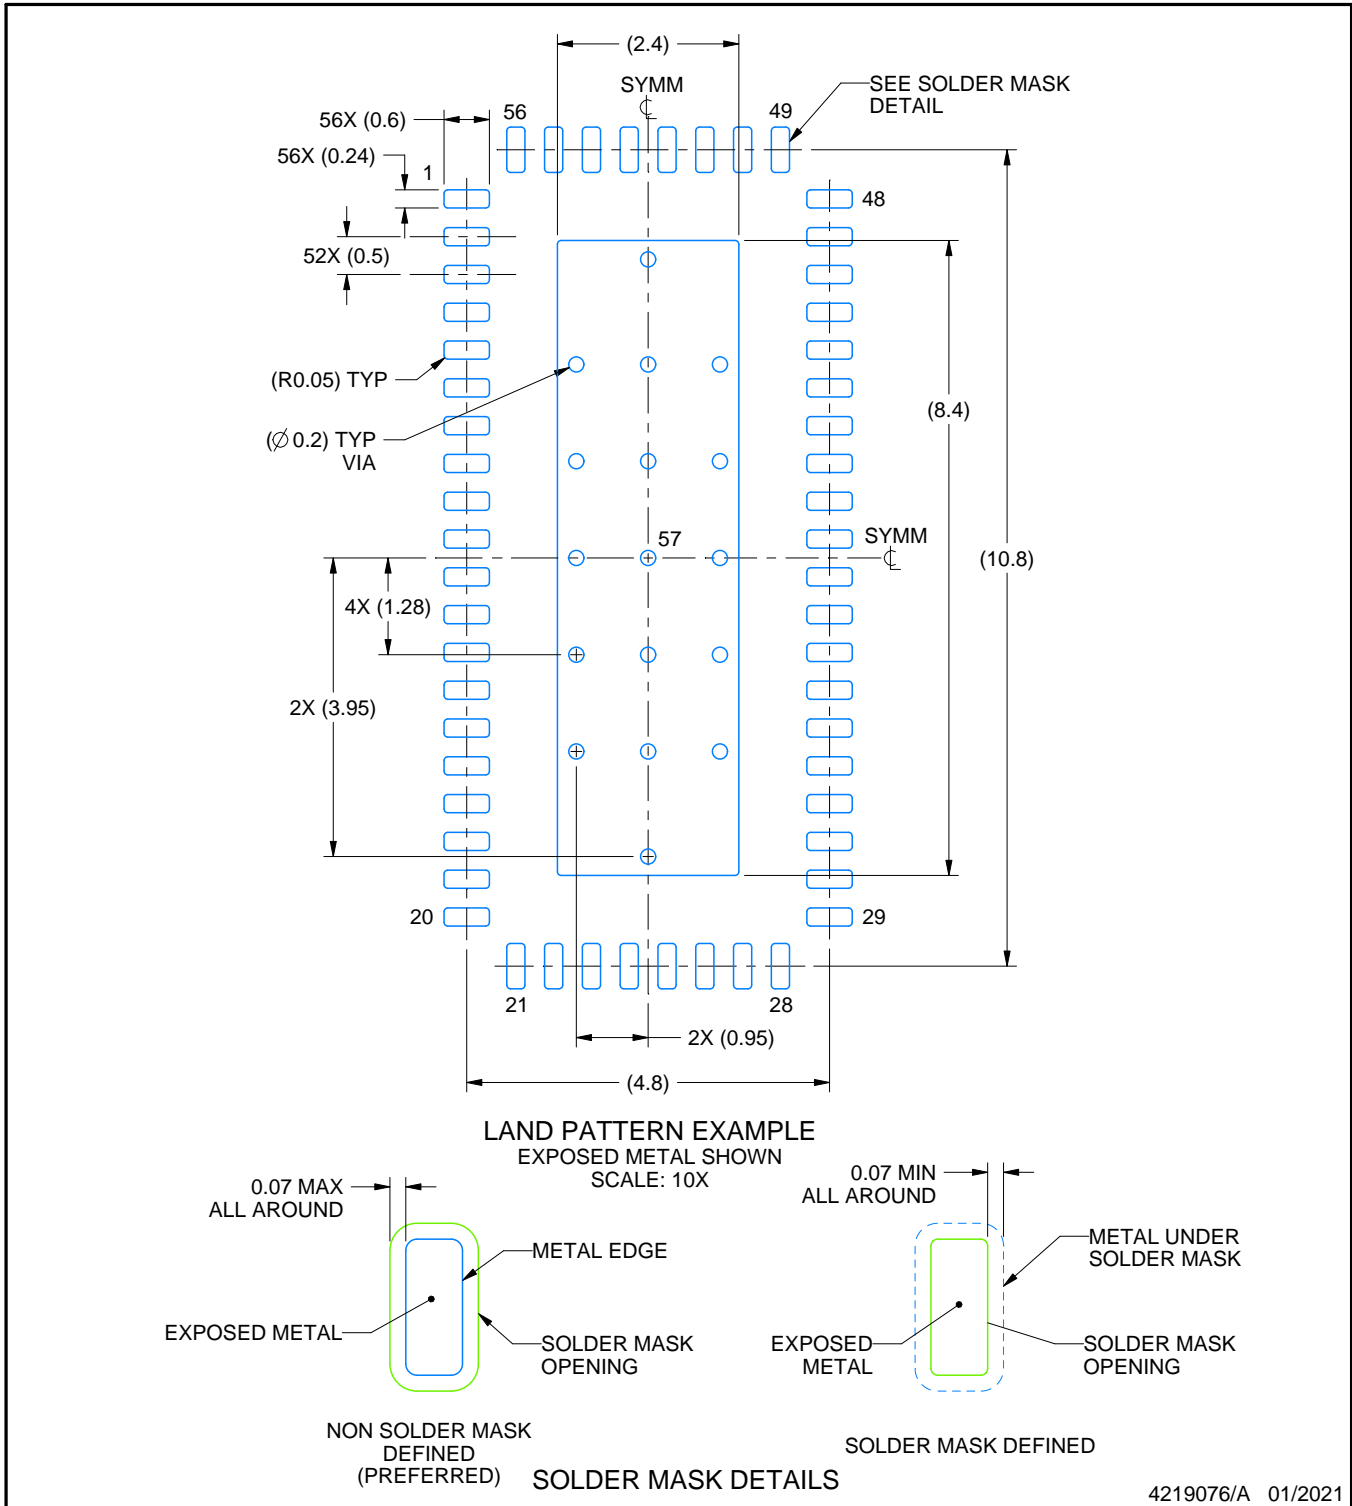 (2.4)
SYMM
℄
SEE SOLDER MASK
DETAIL
56
49
56X (0.6)
56X (0.24)
1
48
52X (0.5)
(R0.05) TYP
(8.4)
(∅ 0.2) TYP
VIA
57
SYMM
℄
(10.8)
4X (1.28)
2X (3.95)
20
29
21
28
2X (0.95)
(4.8)
LAND PATTERN EXAMPLE
EXPOSED METAL SHOWN
SCALE: 10X
0.07 MAX
ALL AROUND
METAL EDGE
EXPOSED METAL
SOLDER MASK
OPENING
NON SOLDER MASK
DEFINED
(PREFERRED)
0.07 MIN
ALL AROUND
METAL UNDER
SOLDER MASK
EXPOSED
METAL
SOLDER MASK
OPENING
SOLDER MASK DEFINED
SOLDER MASK DETAILS
4219076/A 01/2021